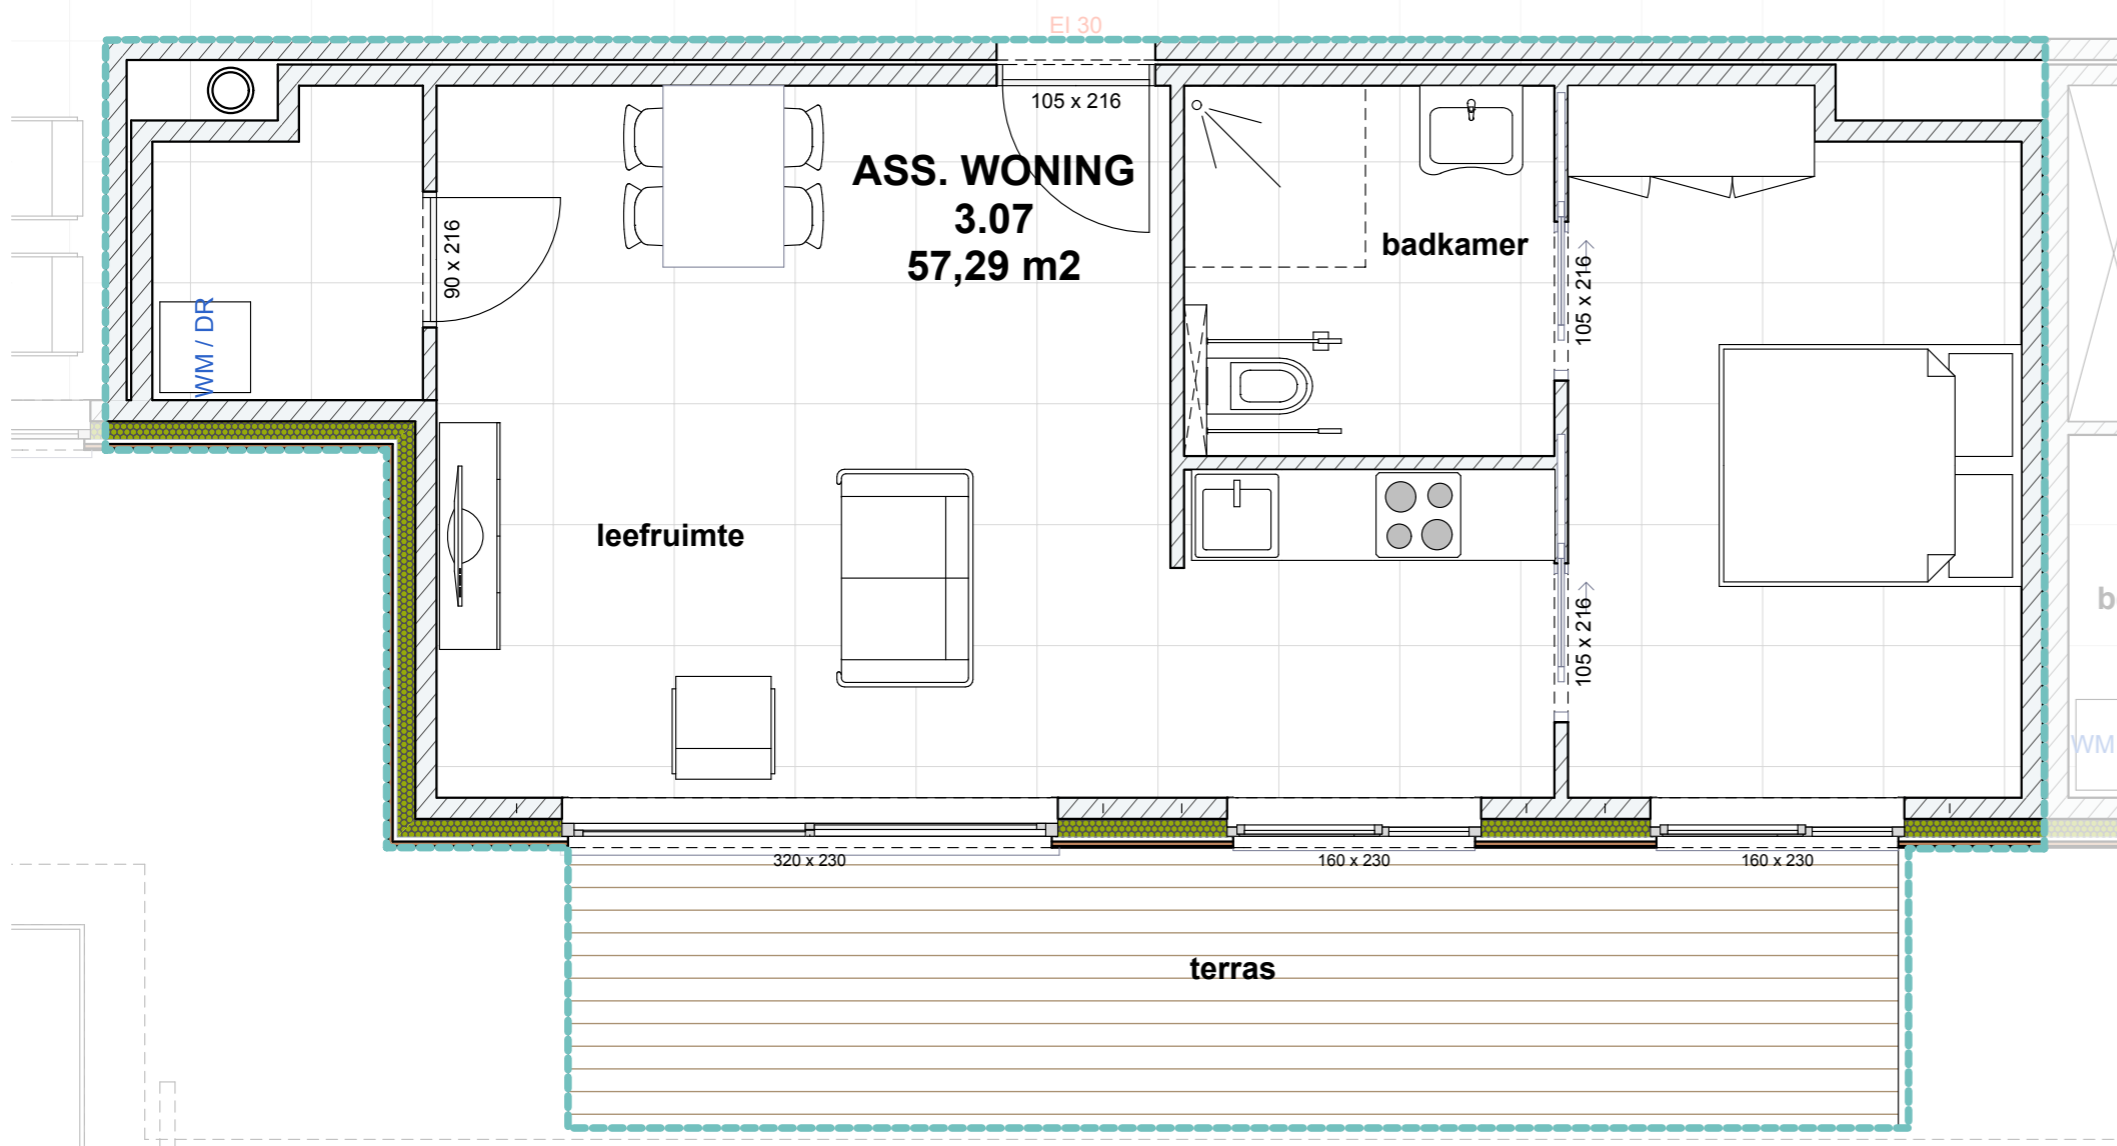 EI 30
105 x 216
ASS. WONING
3.07
57,29 m2
badkamer
90 x 216
105 x 216
WM / DR
leefruimte
105 x 216
b
WM
320 x 230
160 x 230
160 x 230
terras